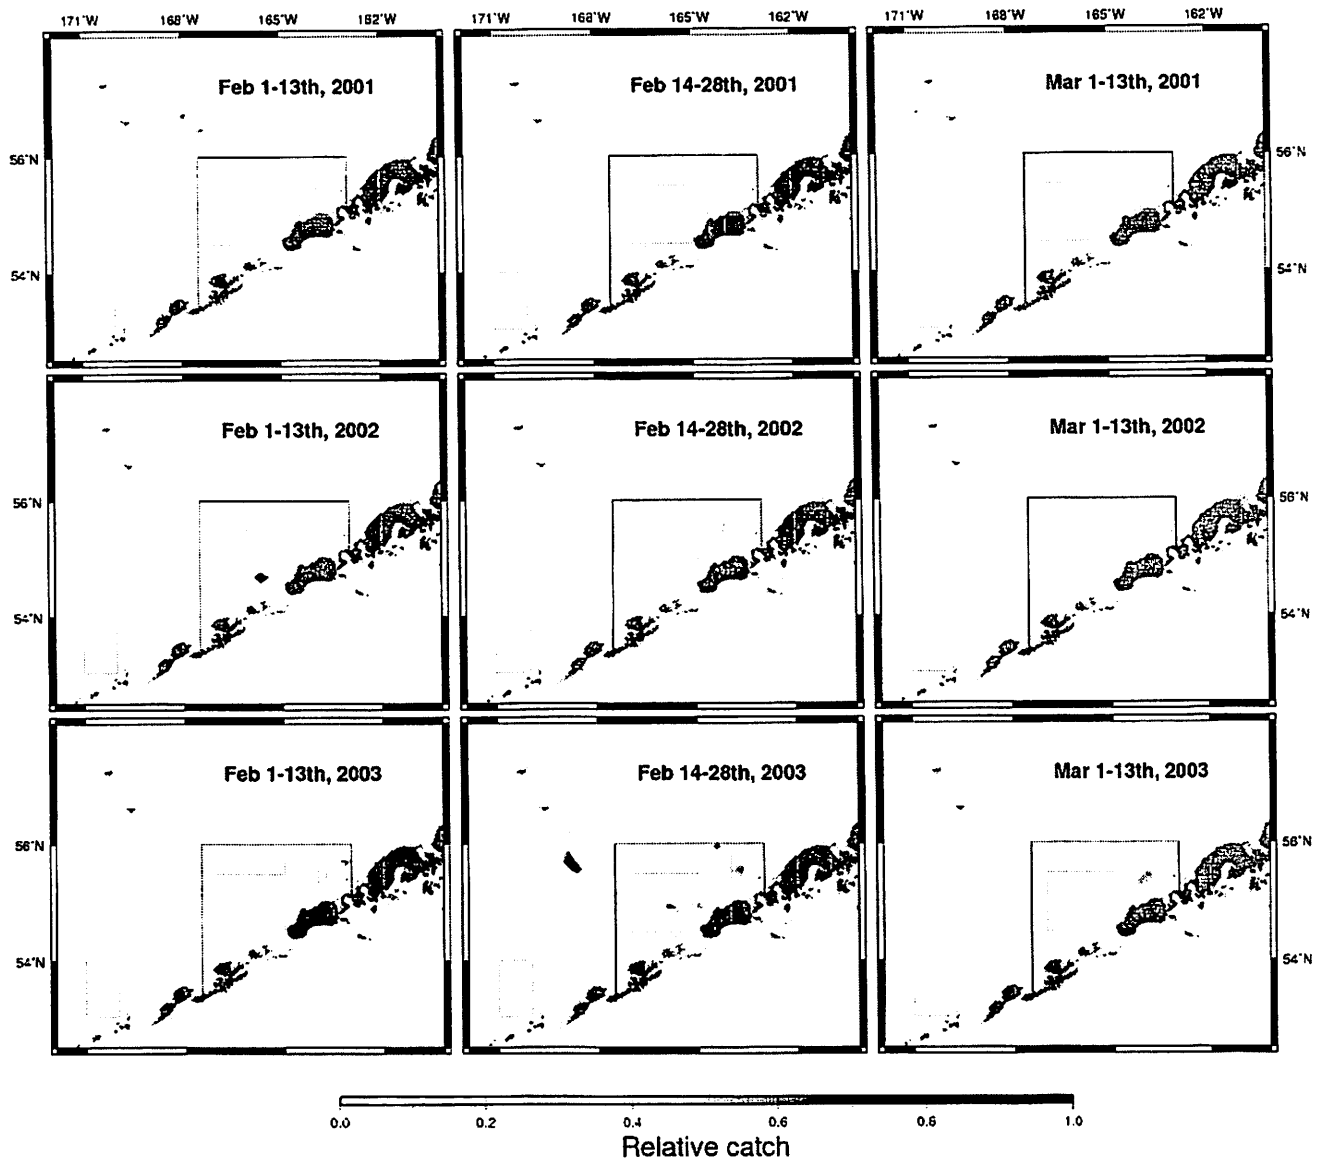 171°W 168°W 165°W 162°W 171°W 168°W 165°W 162°W 171°W 168°W 165°W 162°W
Feb 1-13th, 2001 Feb 14-28th, 2001 Mar 1-13th, 2001
56°N 56°N
54°N 54°N
Feb 1-13th, 2002 Feb 14-28th, 2002 Mar 1-13th, 2002
56°N 56°N
54°N 54°N
Feb 1-13th, 2003 Feb 14-28th, 2003 Mar 1-13th, 2003
56°N 56°N
54°N 54°N
0.0 0.2 0.4 0.6 0.6 1.0
Relative catch